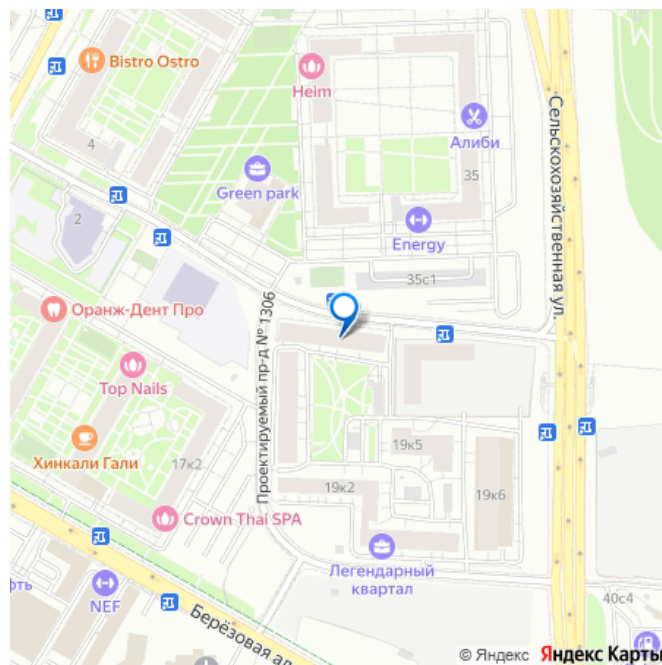 Bistro Ostro
Heim
Алиби
4
Green park
35
Energy
2
Сельскохозяйственная ул.
35с1
Оранж-Дент Про
Проектируемый пр-д № 1306
Top Nails
Хинкали Гали
17к2
19к5
19к2
19к6
Crown Thai SPA
Легендарный
квартал
NEF
Берёзовая ал
40с4
© Яндекс Яндекс Карты